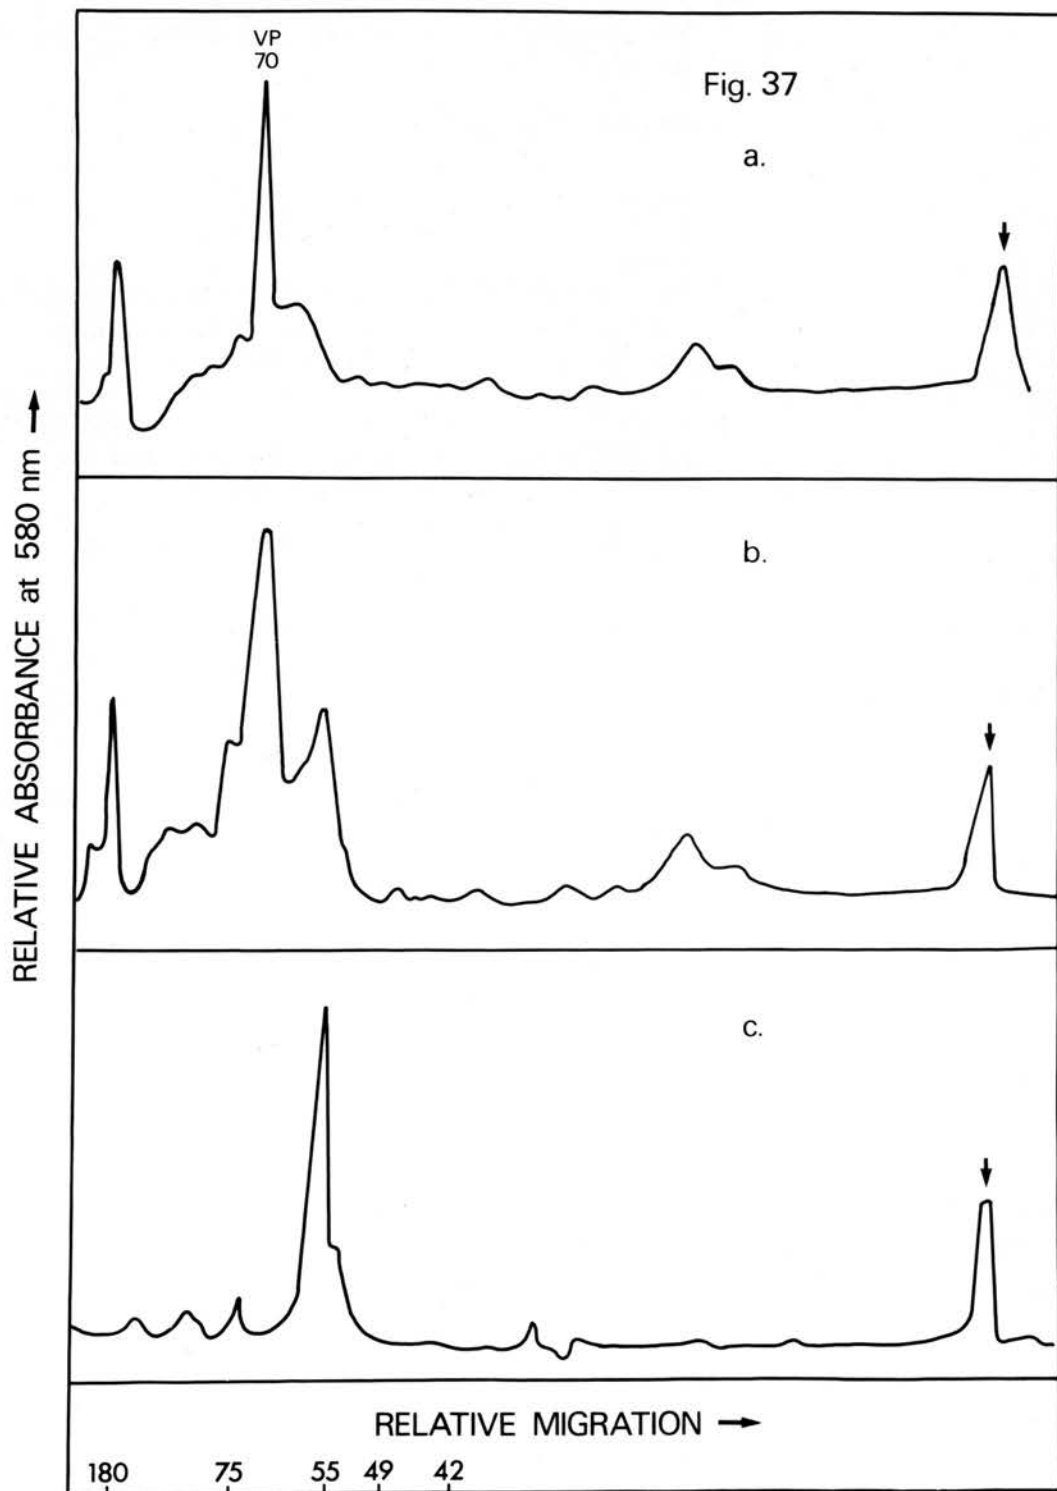 VP
70
Fig. 37
a.
b.
c.
RELATIVE ABSORBANCE at 580 nm →
RELATIVE MIGRATION →
180 75 55 49 42